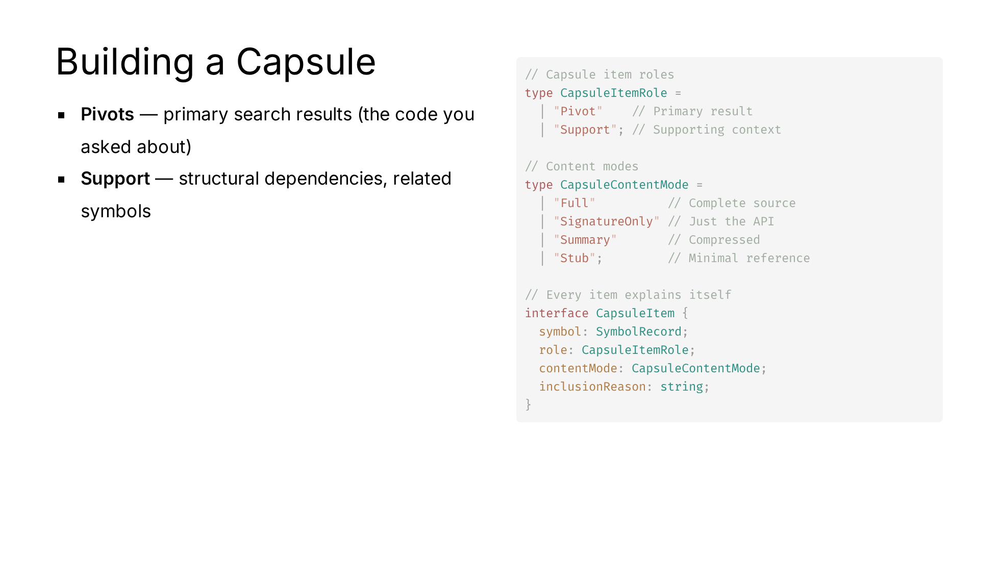 Building a Capsule
▪ Pivots — primary search results (the code you
asked about)
▪ Support — structural dependencies, related
symbols
// Capsule item roles
type CapsuleItemRole =
  | "Pivot"    // Primary result
  | "Support"; // Supporting context

// Content modes
type CapsuleContentMode =
  | "Full"          // Complete source
  | "SignatureOnly" // Just the API
  | "Summary"       // Compressed
  | "Stub";         // Minimal reference

// Every item explains itself
interface CapsuleItem {
  symbol: SymbolRecord;
  role: CapsuleItemRole;
  contentMode: CapsuleContentMode;
  inclusionReason: string;
}